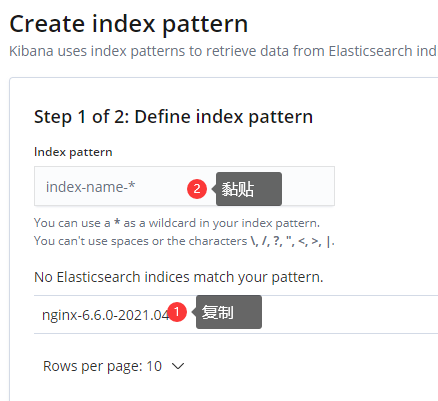 Create index pattern
Kibana uses index patterns to retrieve data from Elasticsearch ind
Step 1 of 2: Define index pattern
Index pattern
index-name-*
2 黏贴
You can use a * as a wildcard in your index pattern.
You can't use spaces or the characters \, /, ?, ", <, >, |.
No Elasticsearch indices match your pattern.
nginx-6.6.0-2021.04
1 复制
Rows per page: 10